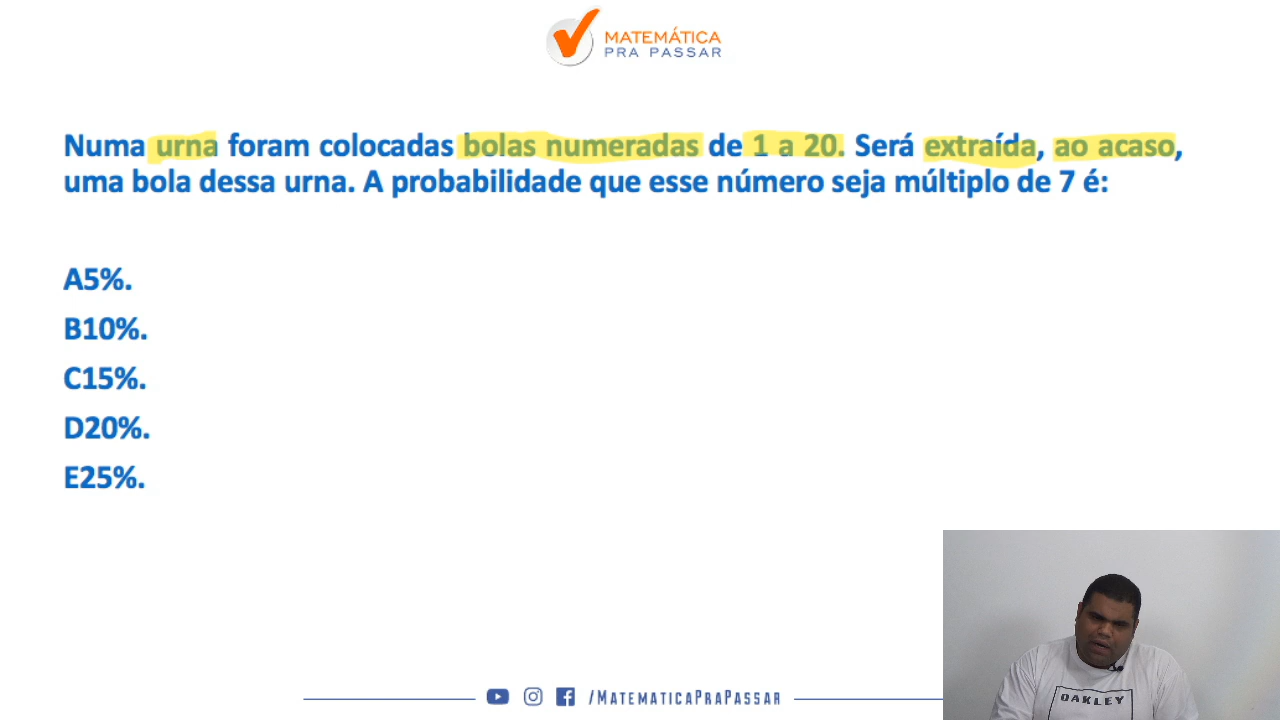 MATEMÁTICA
PRA PASSAR
Numa urna foram colocadas bolas numeradas de 1 a 20. Será extraída, ao acaso,
uma bola dessa urna. A probabilidade que esse número seja múltiplo de 7 é:
A5%.
B10%.
C15%.
D20%.
E25%.
/MATEMATICAPRAPASSAR
OAKLEY